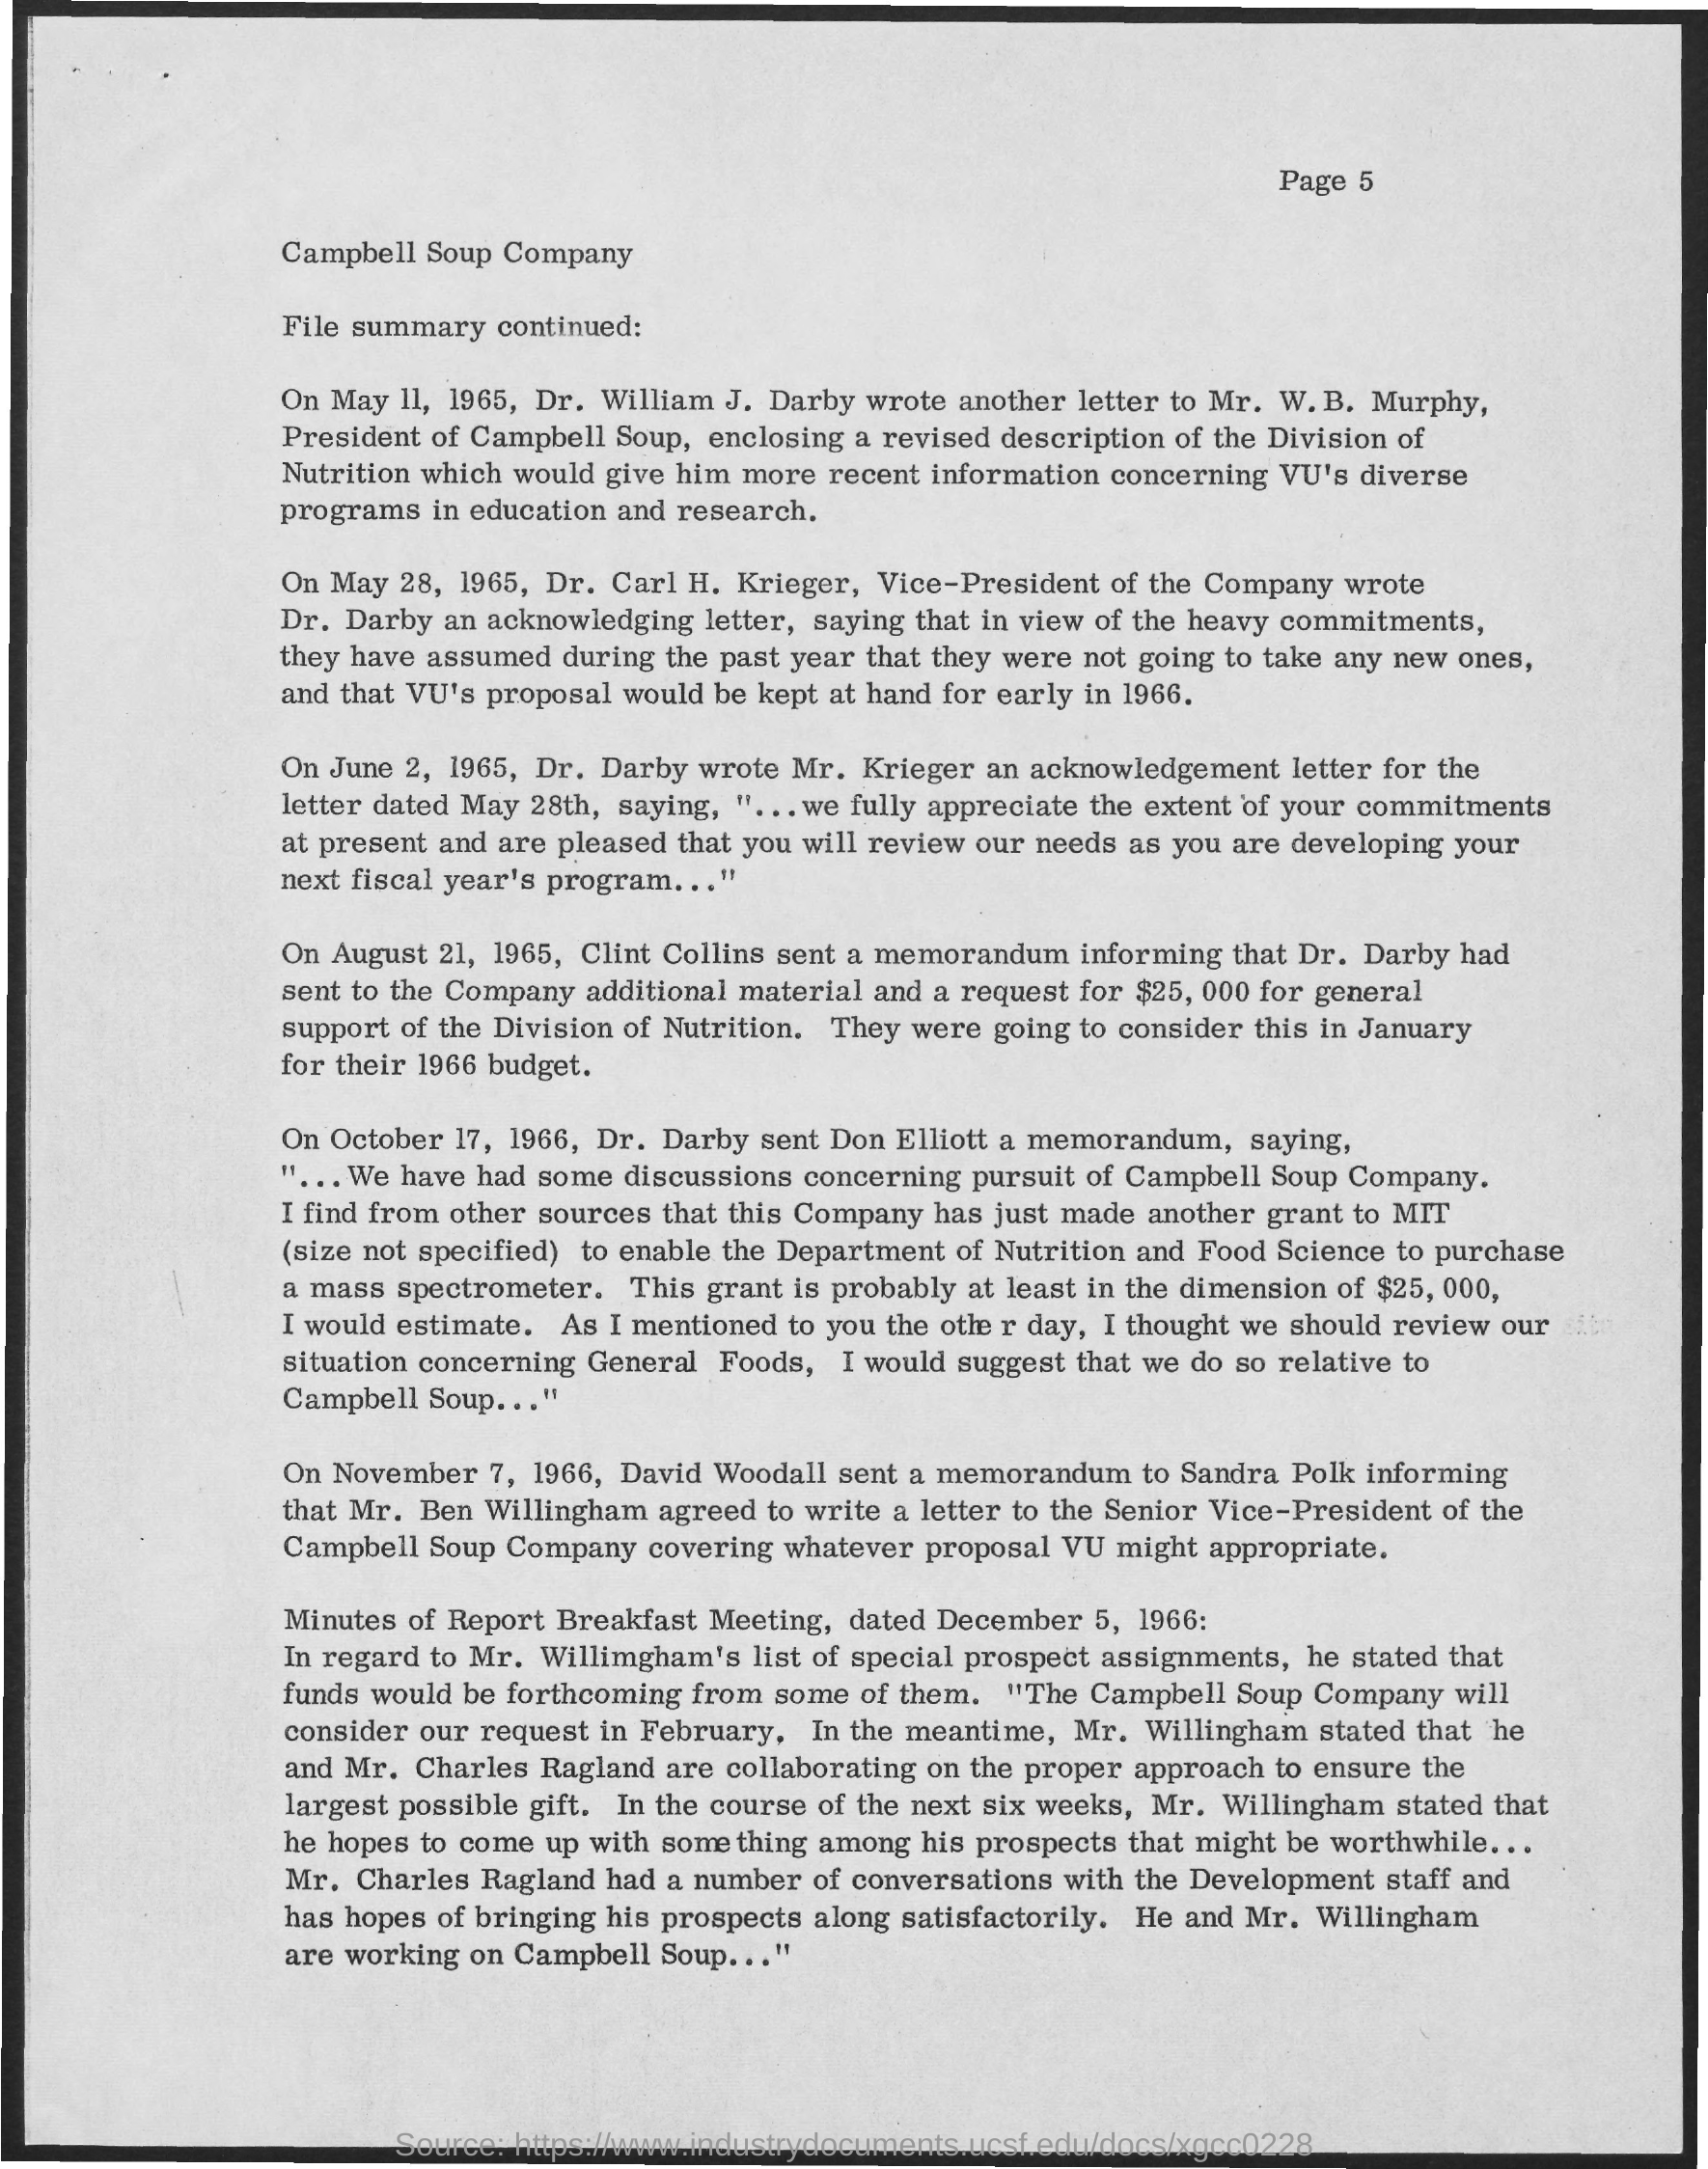 Page 5
Campbell Soup Company
File summary continued:
On May 11, 1965, Dr. William J. Darby wrote another letter to Mr. W. B. Murphy,
President of Campbell Soup, enclosing a revised description of the Division of
Nutrition which would give him more recent information concerning VU's diverse
programs in education and research.
On May 28, 1965, Dr. Carl H. Krieger, Vice-President of the Company wrote
Dr. Darby an acknowledging letter, saying that in view of the heavy commitments,
they have assumed during the past year that they were not going to take any new ones,
and that VU's proposal would be kept at hand for early in 1966.
On June 2, 1965, Dr. Darby wrote Mr. Krieger an acknowledgement letter for the
letter dated May 28th, saying, "...we fully appreciate the extent of your commitments
at present and are pleased that you will review our needs as you are developing your
next fiscal year's program..."
On August 21, 1965, Clint Collins sent a memorandum informing that Dr. Darby had
sent to the Company additional material and a request for $25, 000 for general
support of the Division of Nutrition. They were going to consider this in January
for their 1966 budget.
On October 17, 1966, Dr. Darby sent Don Elliott a memorandum, saying,
"...We have had some discussions concerning pursuit of Campbell Soup Company.
I find from other sources that this Company has just made another grant to MIT
(size not specified) to enable the Department of Nutrition and Food Science to purchase
a mass spectrometer. This grant is probably at least in the dimension of $25, 000,
I would estimate. As I mentioned to you the othe r day, I thought we should review our
situation concerning General Foods, I would suggest that we do so relative to
Campbell Soup..."
On November 7, 1966, David Woodall sent a memorandum to Sandra Polk informing
that Mr. Ben Willingham agreed to write a letter to the Senior Vice-President of the
Campbell Soup Company covering whatever proposal VU might appropriate.
Minutes of Report Breakfast Meeting, dated December 5, 1966:
In regard to Mr. Willimgham's list of special prospect assignments, he stated that
funds would be forthcoming from some of them. "The Campbell Soup Company will
consider our request in February. In the meantime, Mr. Willingham stated that he
and Mr. Charles Ragland are collaborating on the proper approach to ensure the
largest possible gift. In the course of the next six weeks, Mr. Willingham stated that
he hopes to come up with some thing among his prospects that might be worthwhile...
Mr. Charles Ragland had a number of conversations with the Development staff and
has hopes of bringing his prospects along satisfactorily. He and Mr. Willingham
are working on Campbell Soup..."
Source: https://www.industrydocuments.ucsf.edu/docs/xgcc0228